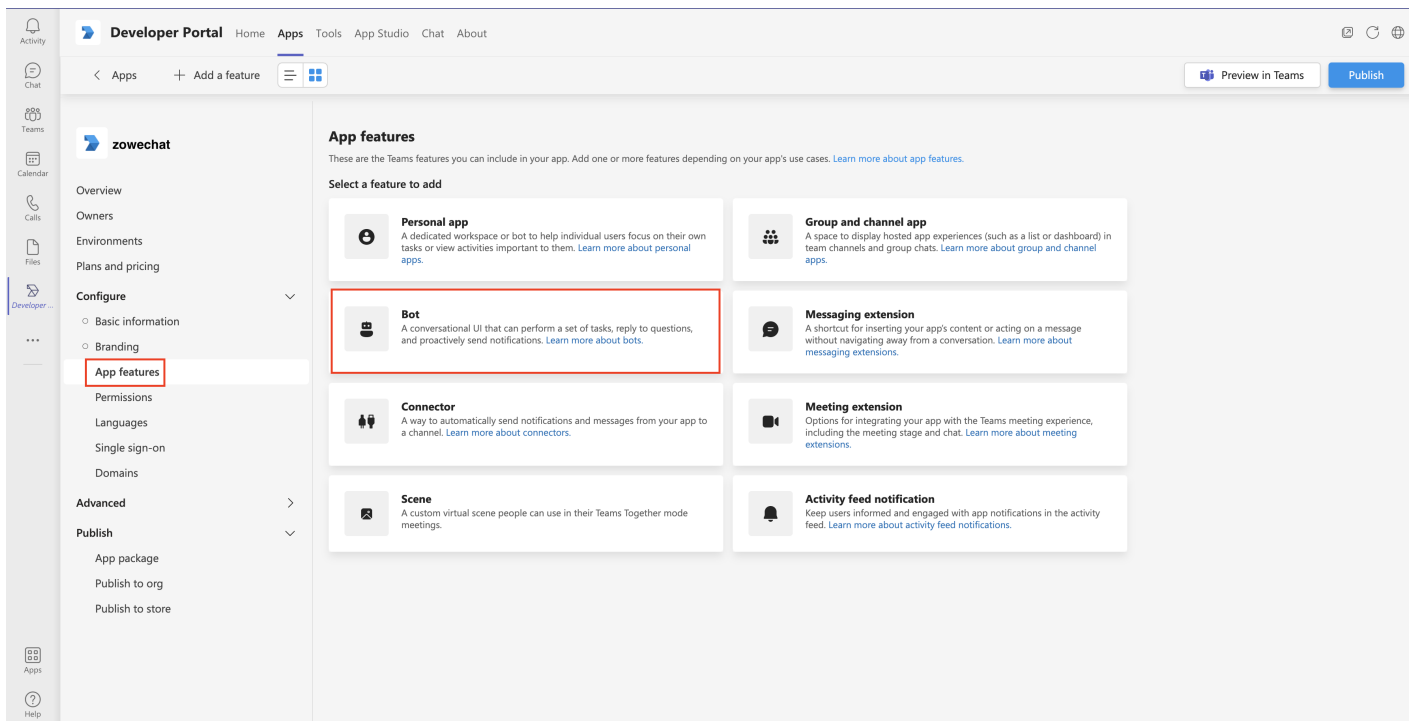 Activity
Chat
Teams
Calendar
Calls
Files
Developer ...
Apps
Help
Developer Portal Home Apps Tools App Studio Chat About
Apps Add a feature Preview in Teams Publish
zowechat
Overview
Owners
Environments
Plans and pricing
Configure
Basic information
Branding
App features
Permissions
Languages
Single sign-on
Domains
Advanced
Publish
App package
Publish to org
Publish to store
App features
These are the Teams features you can include in your app. Add one or more features depending on your app's use cases. Learn more about app features.
Select a feature to add
Personal app
A dedicated workspace or bot to help individual users focus on their own
tasks or view activities important to them. Learn more about personal
apps.
Group and channel app
A space to display hosted app experiences (such as a list or dashboard) in
team channels and group chats. Learn more about group and channel
apps.
Bot
A conversational UI that can perform a set of tasks, reply to questions,
and proactively send notifications. Learn more about bots.
Messaging extension
A shortcut for inserting your app's content or acting on a message
without navigating away from a conversation. Learn more about
messaging extensions.
Connector
A way to automatically send notifications and messages from your app to
a channel. Learn more about connectors.
Meeting extension
Options for integrating your app with the Teams meeting experience,
including the meeting stage and chat. Learn more about meeting
extensions.
Scene
A custom virtual scene people can use in their Teams Together mode
meetings.
Activity feed notification
Keep users informed and engaged with app notifications in the activity
feed. Learn more about activity feed notifications.